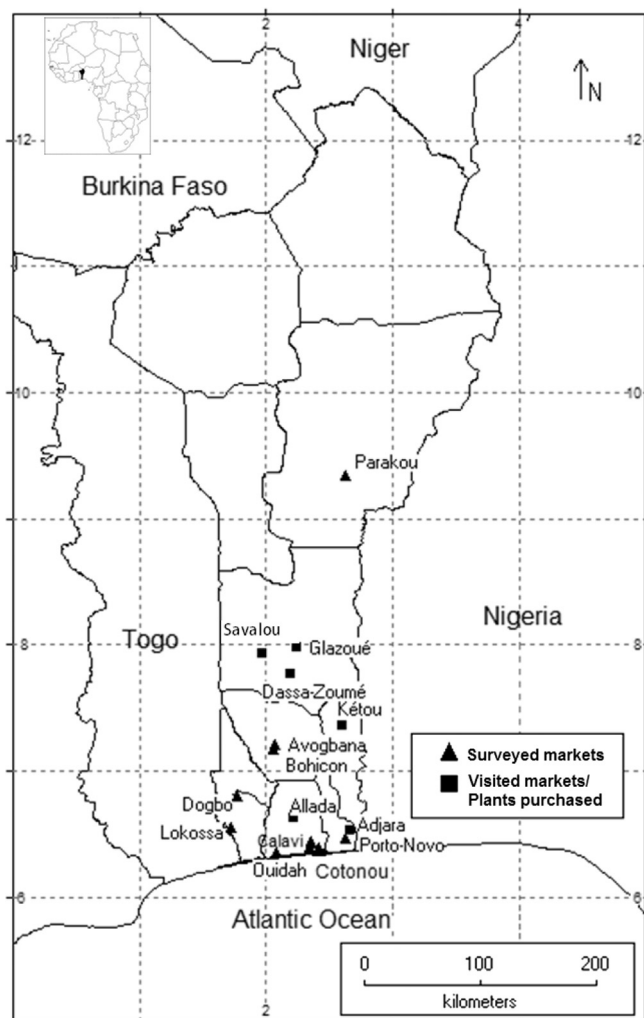 2
4
Niger
N
12
12
Burkina Faso
10
10
Parakou
Savalou
Togo
8
8
Glazoué
Nigeria
Dassa-Zoumé
Kétou
Avogbana
Bohicon
Surveyed markets
Visited markets/
Plants purchased
Dogbo
Allada
Lokossa
Calavi
Adjara
Porto-Novo
Ouidah
Cotonou
6
6
Atlantic Ocean
0
100
200
kilometers
2
4